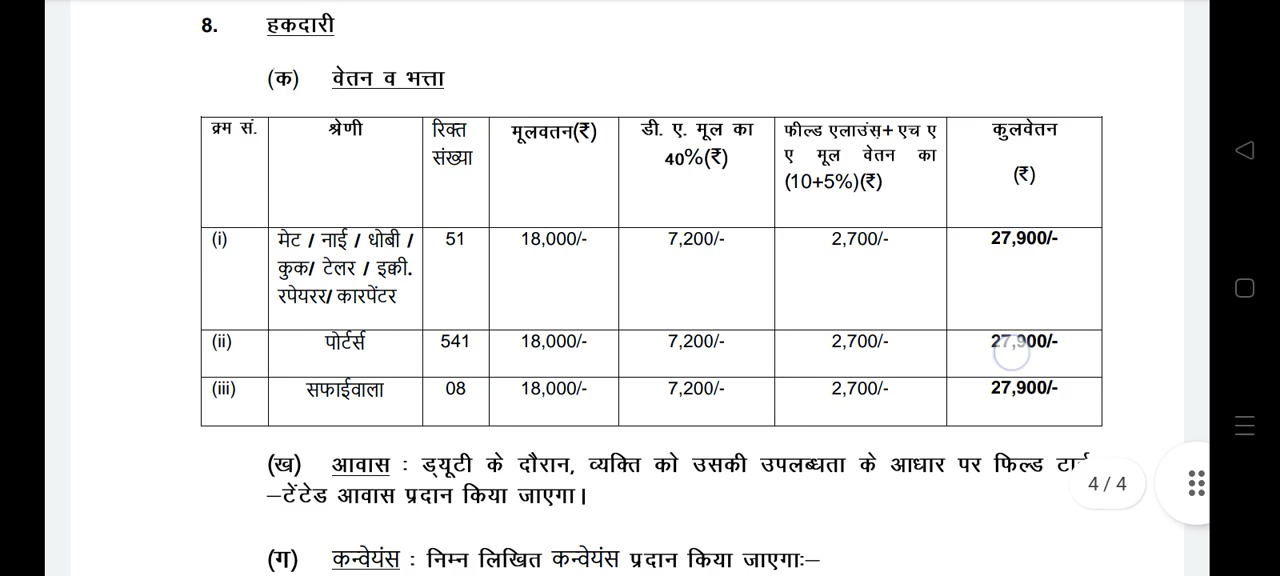 8. हकदारी
(क) वेतन व भत्ता
क्रम सं. श्रेणी रिक्त संख्या मूलवतन(₹) डी. ए. मूल का 40%(₹) फील्ड एलाउंस+ एच ए ए मूल वेतन का (10+5%)(₹) कुलवेतन (₹)
(i) मेट / नाई / धोबी / कुक/ टेलर / इक्वी. रपेयरर/ कारपेंटर 51 18,000/- 7,200/- 2,700/- 27,900/-
(ii) पोर्टर्स 541 18,000/- 7,200/- 2,700/- 27,900/-
(iii) सफाईवाला 08 18,000/- 7,200/- 2,700/- 27,900/-
(ख) आवास : ड्यूटी के दौरान, व्यक्ति को उसकी उपलब्धता के आधार पर फिल्ड
–टेंटेड आवास प्रदान किया जाएगा।
4 / 4
(ग) कन्वेयंस : निम्न लिखित कन्वेयंस प्रदान किया जाएगाः–